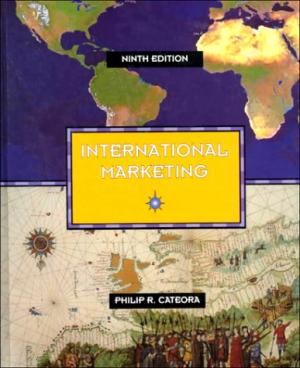 NINTH EDITION
INTERNATIONAL
MARKETING
PHILIP R. CATEORA